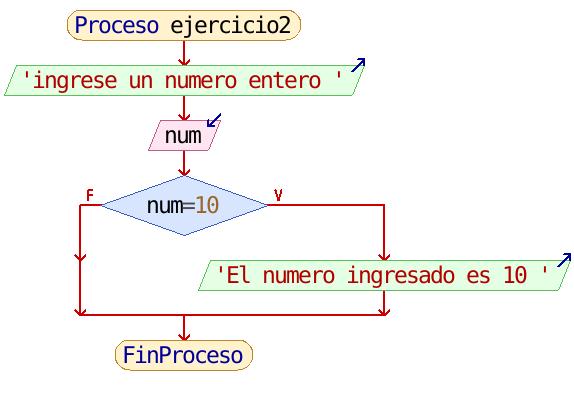 Proceso ejercicio2
'ingrese un numero entero '
num
num=10
F
V
'El numero ingresado es 10 '
FinProceso